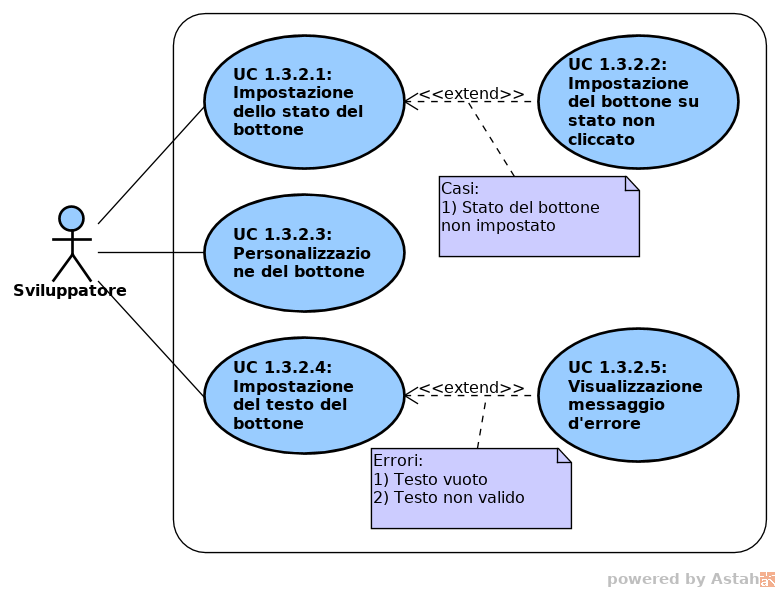 UC 1.3.2.1:
Impostazione
dello stato del
bottone
<<extend>>
UC 1.3.2.2:
Impostazione
del bottone su
stato non
cliccato
Casi:
1) Stato del bottone
non impostato
UC 1.3.2.3:
Personalizzazio
ne del bottone
Sviluppatore
UC 1.3.2.4:
Impostazione
del testo del
bottone
<<extend>>
UC 1.3.2.5:
Visualizzazione
messaggio
d'errore
Errori:
1) Testo vuoto
2) Testo non valido
powered by Astah